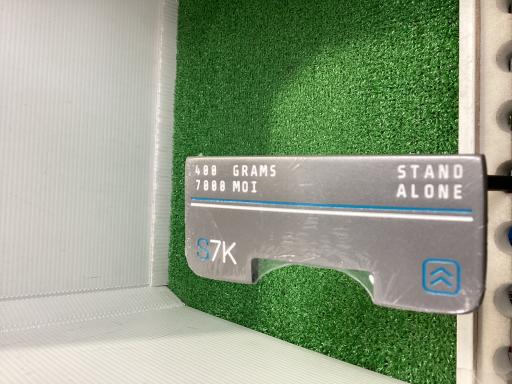 400 GRAMS
7000 MOI
STAND
ALONE
S7K